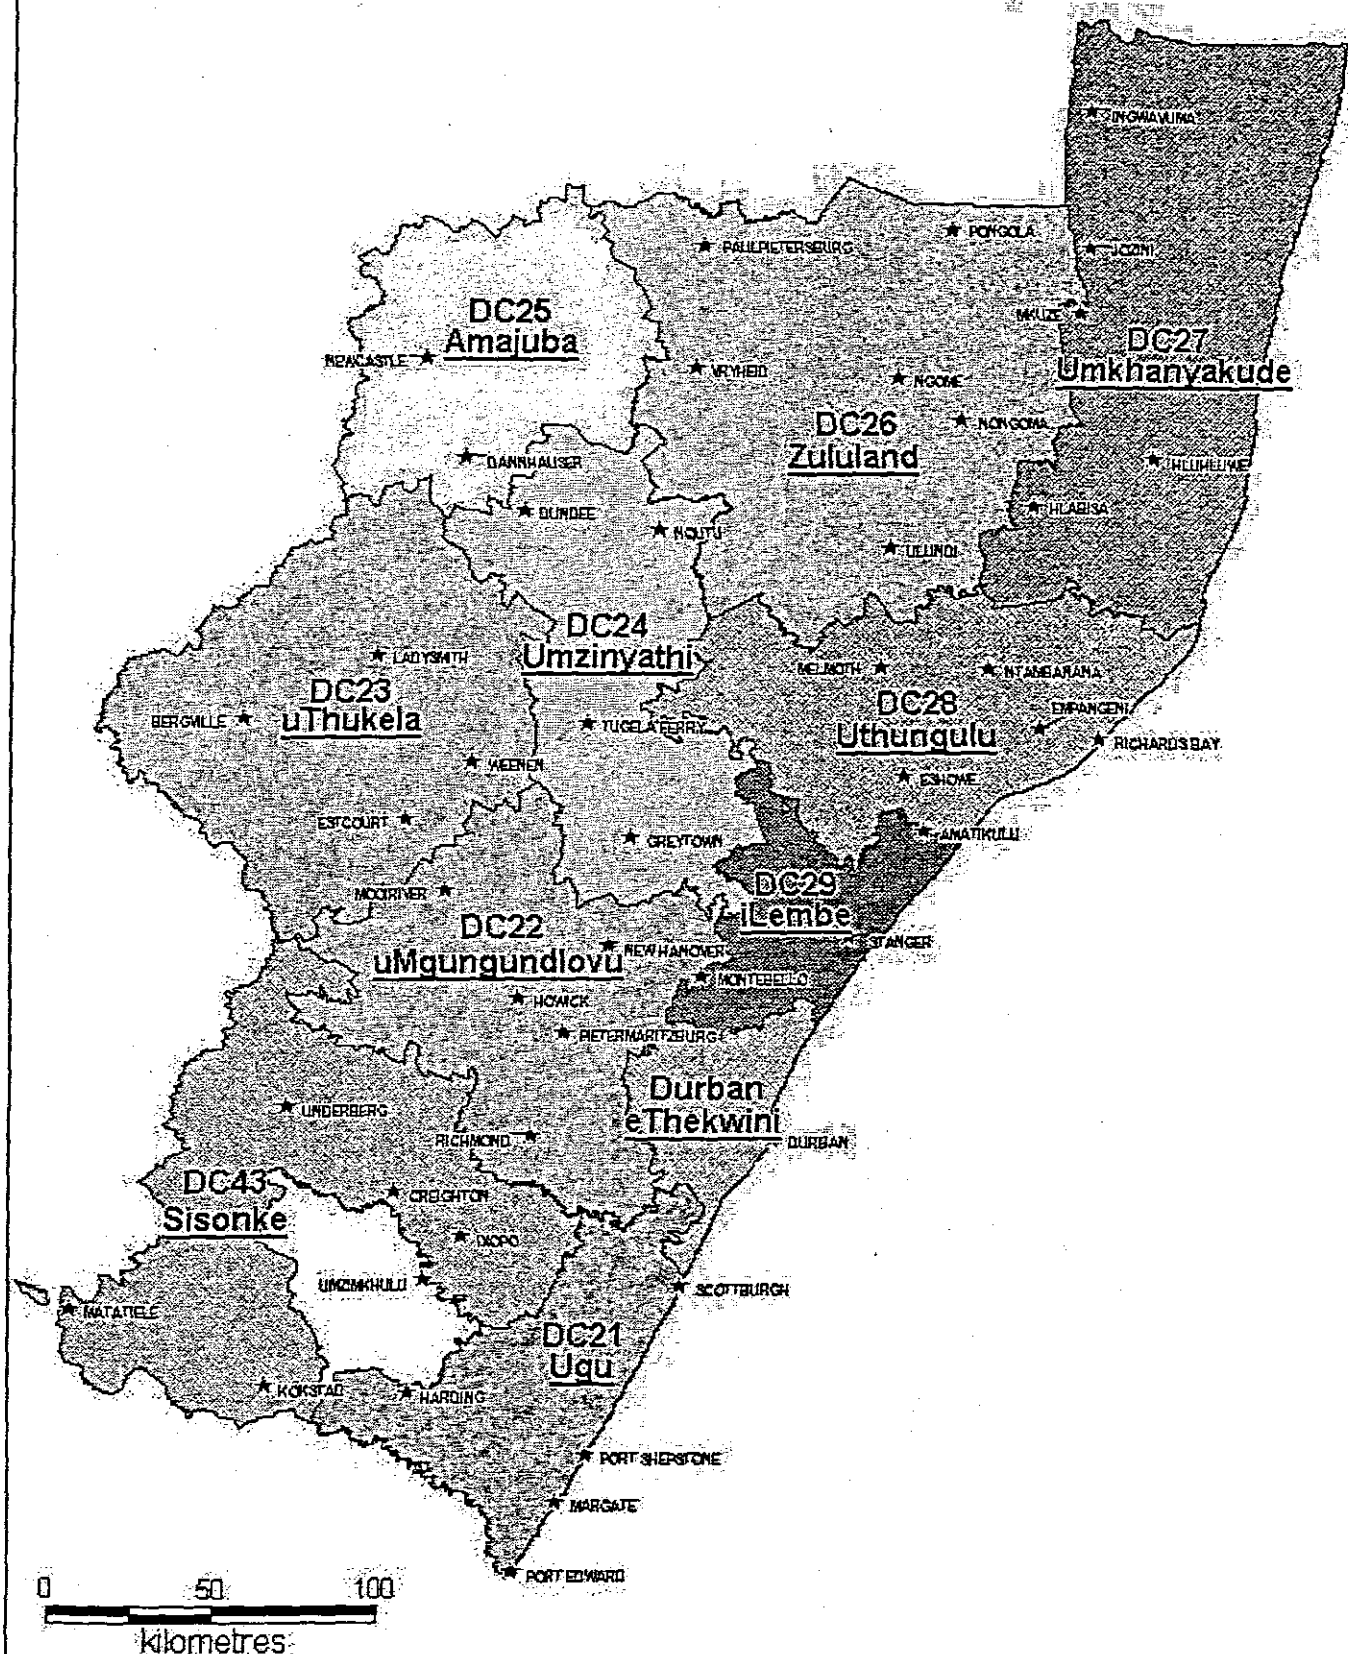 INGWAVUMA
PONGOLA
PAULPIETERSBURG
JOZINI
MKUZE
DC25
Amajuba
NEWCASTLE
DC27
Umkhanyakude
VRYHEID
NGOME
NONGOMA
DC26
Zululand
DANNHAUSER
HLUHLUWE
HLABISA
DUNDEE
NQUTU
ULUNDI
DC24
Umzinyathi
LADYSMITH
MELMOTH
NTAMBANANA
DC23
uThukela
BERGVILLE
DC28
Uthungulu
EMPANGENI
TUGELA FERRY
RICHARDS BAY
WEENEN
ESHOWE
ESTCOURT
GREYTOWN
AMATIKULU
MOOIRIVER
DC29
iLembe
DC22
uMgungundlovu
NEW HANOVER
STANGER
MONTEBELLO
HOWICK
PIETERMARITZBURG
UNDERBERG
Durban
eThekwini
RICHMOND
DURBAN
DC43
Sisonke
CREIGHTON
IXOPO
UMZIMKHULU
SCOTTBURGH
MATATIELE
DC21
Ugu
KOKSTAD
HARDING
PORT SHEPSTONE
MARGATE
PORT EDWARD
0 50 100
kilometres